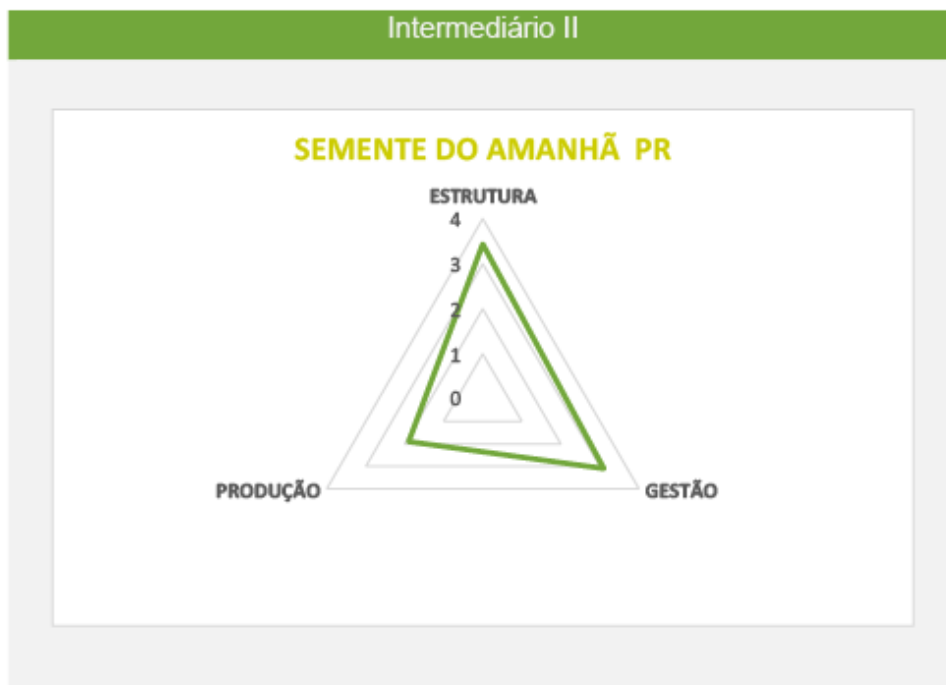 Intermediário II
SEMENTE DO AMANHÃ PR
ESTRUTURA
4
3
2
1
0
PRODUÇÃO
GESTÃO